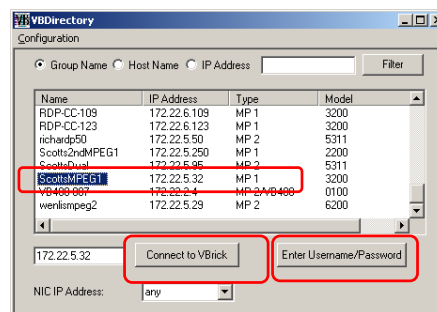 VBDirectory
Configuration
Group Name Host Name IP Address Filter
Name IP Address Type Model
RDP-CC-109 172.22.6.109 MP 1 3200
RDP-CC-123 172.22.6.123 MP 1 3200
richardp50 172.22.5.50 MP 2 5311
Scotts2ndMPEG1 172.22.5.250 MP 1 2200
ScottsDual 172.22.5.95 MP 2 5311
ScottsMPEG1 172.22.5.32 MP 1 3200
VB400-007 172.22.2.4 MP 2/VB400 0100
wenlismpeg2 172.22.5.29 MP 2 6200
172.22.5.32 Connect to VBrick Enter Username/Password
NIC IP Address: any